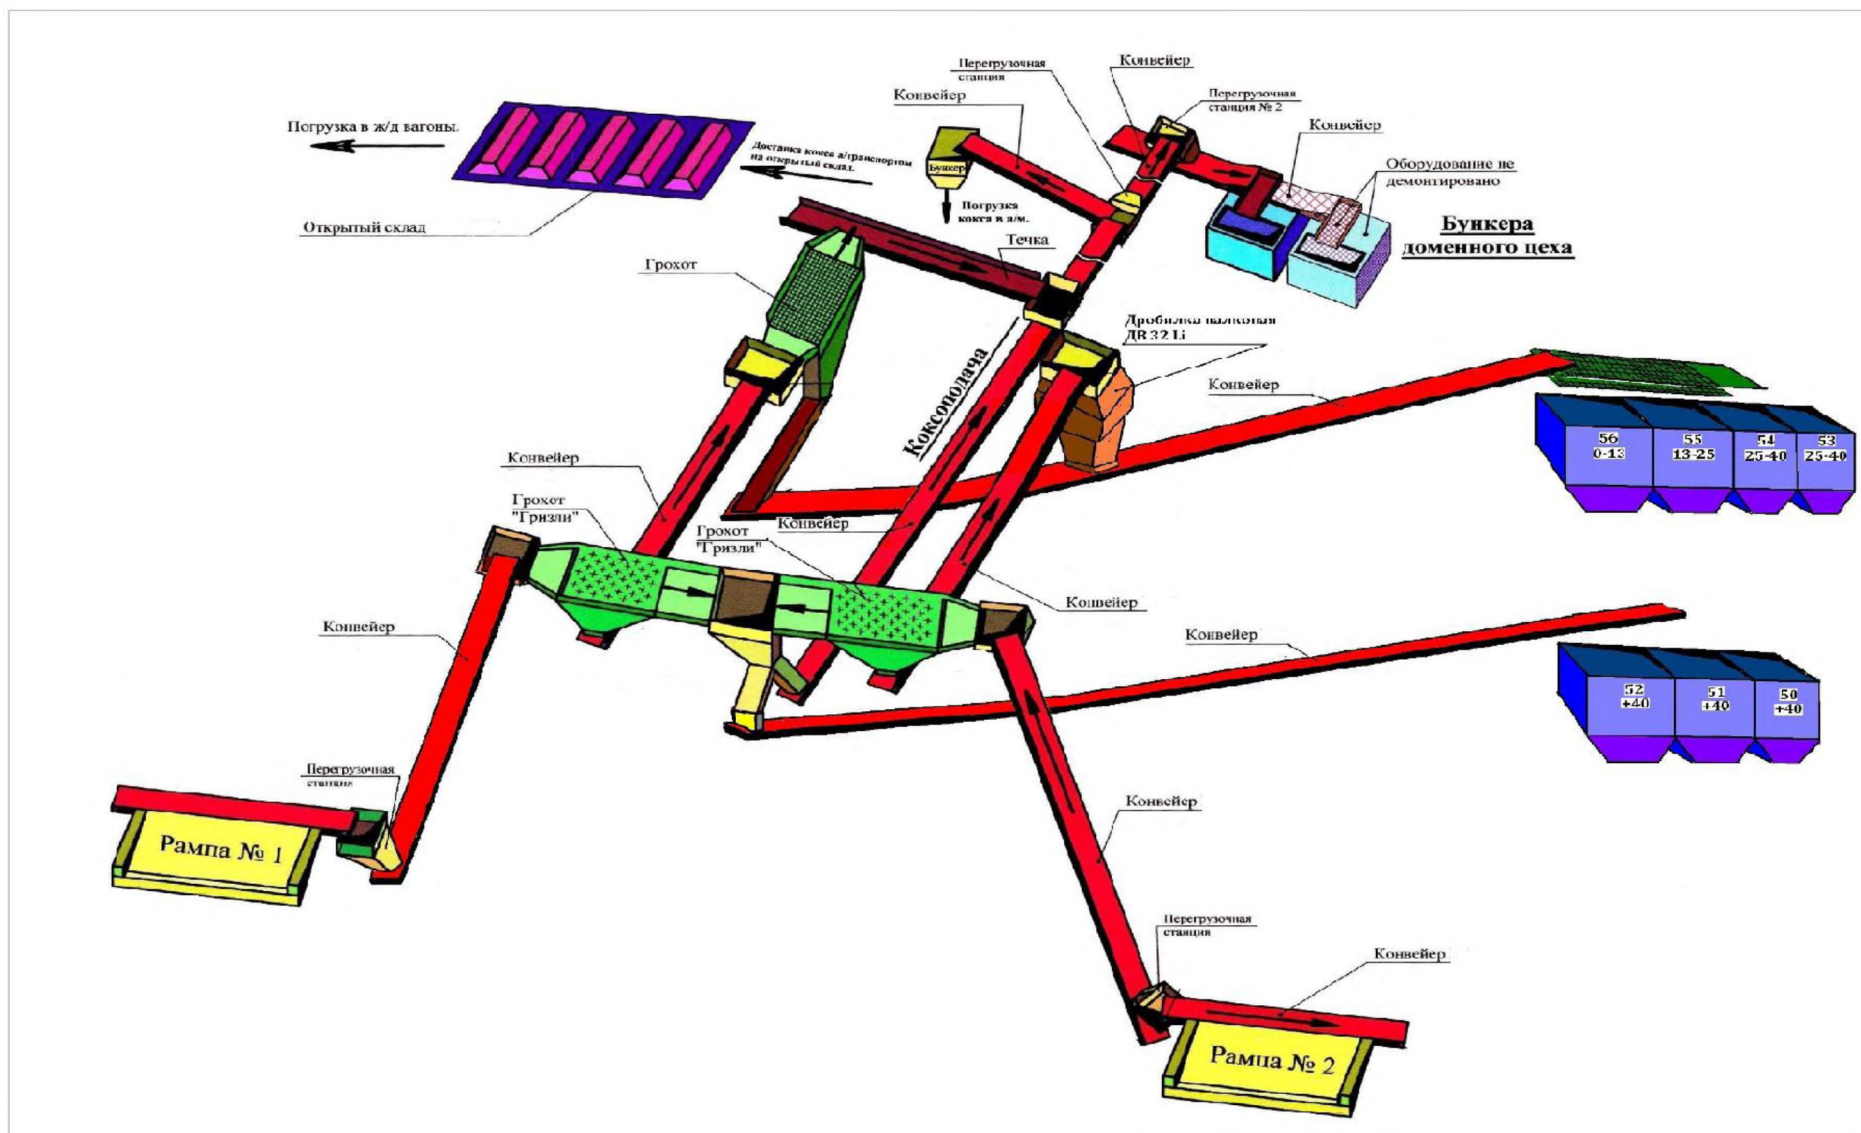 Перегрузочная
станция
Конвейер
Конвейер
Перегрузочная
станция № 2
Конвейер
Погрузка в ж/д вагоны.
Доставка кокса а/транспортом
на открытый склад.
Бункер
Оборудование не
демонтировано
Погрузка
кокса в а/м.
Бункера
доменного цеха
Открытый склад
Течка
Грохот
Дробилка валковая
Коксоподача
Конвейер
56
0-13
55
13-25
54
25-40
53
25-40
Конвейер
Грохот
"Гризли"
Грохот
"Гризли"
Конвейер
Конвейер
Конвейер
Конвейер
52
+40
51
+40
50
+40
Перегрузочная
станция
Рампа № 1
Конвейер
Перегрузочная
станция
Конвейер
Рампа № 2